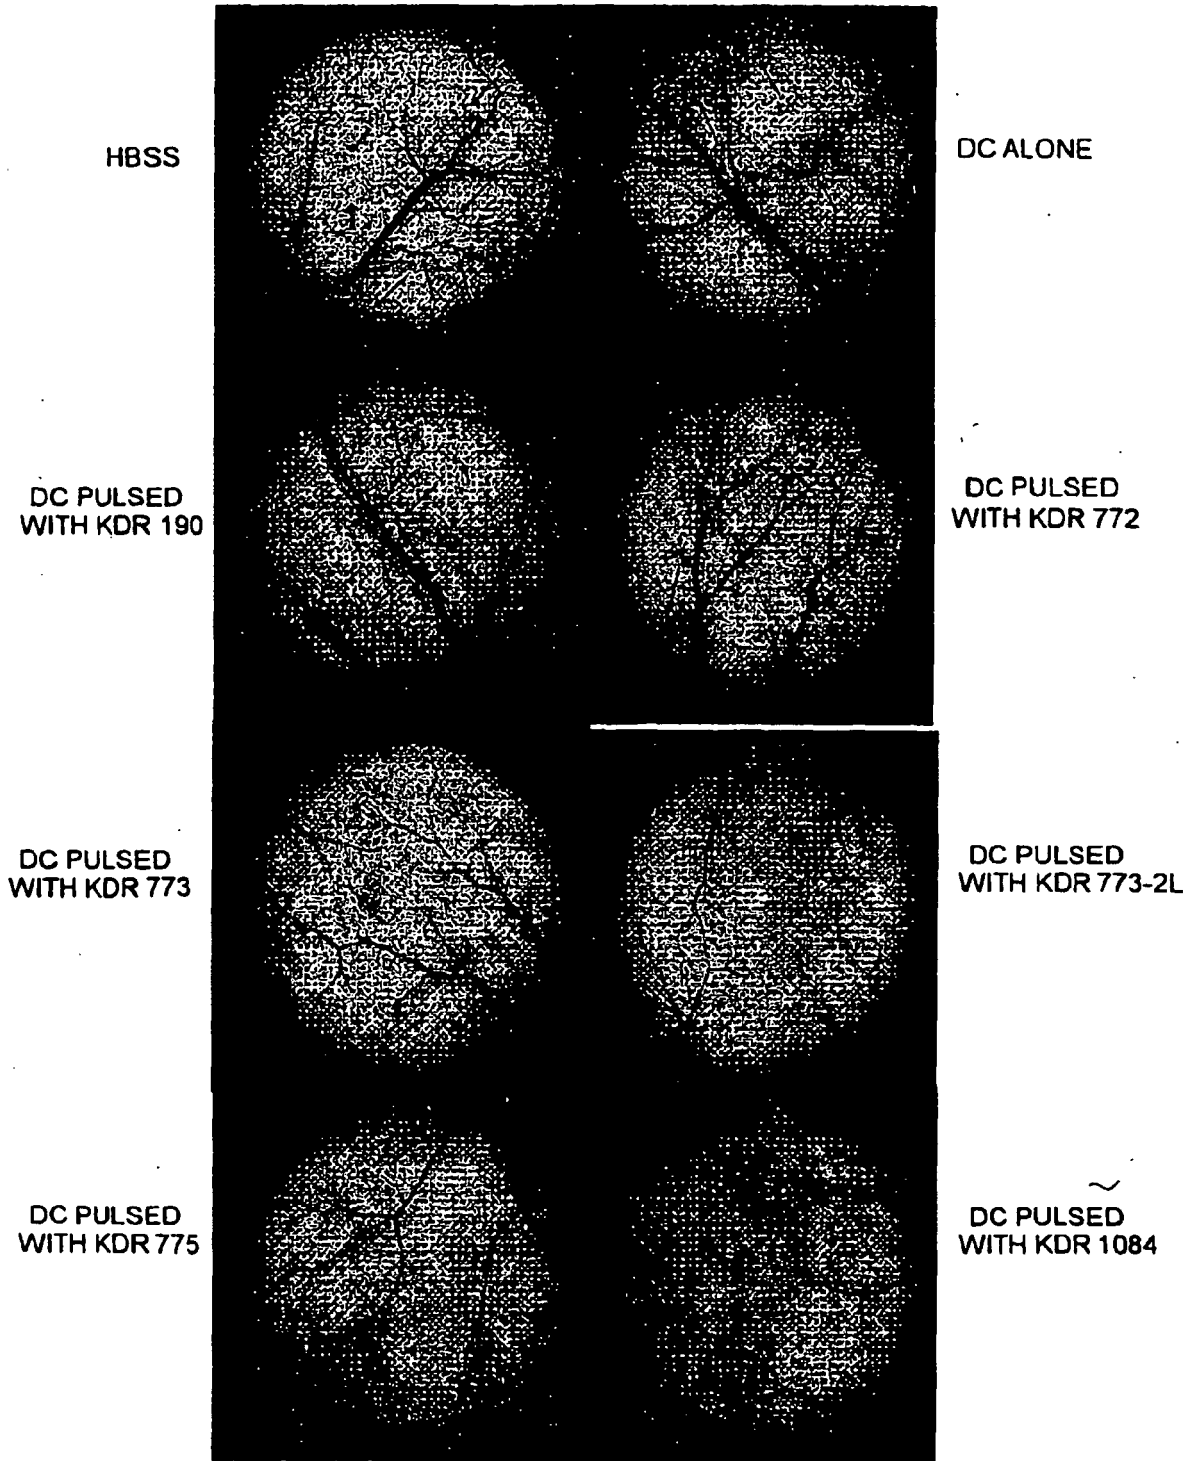 HBSS
DC ALONE
DC PULSED
WITH KDR 190
DC PULSED
WITH KDR 772
DC PULSED
WITH KDR 773
DC PULSED
WITH KDR 773-2L
DC PULSED
WITH KDR 775
DC PULSED
WITH KDR 1084